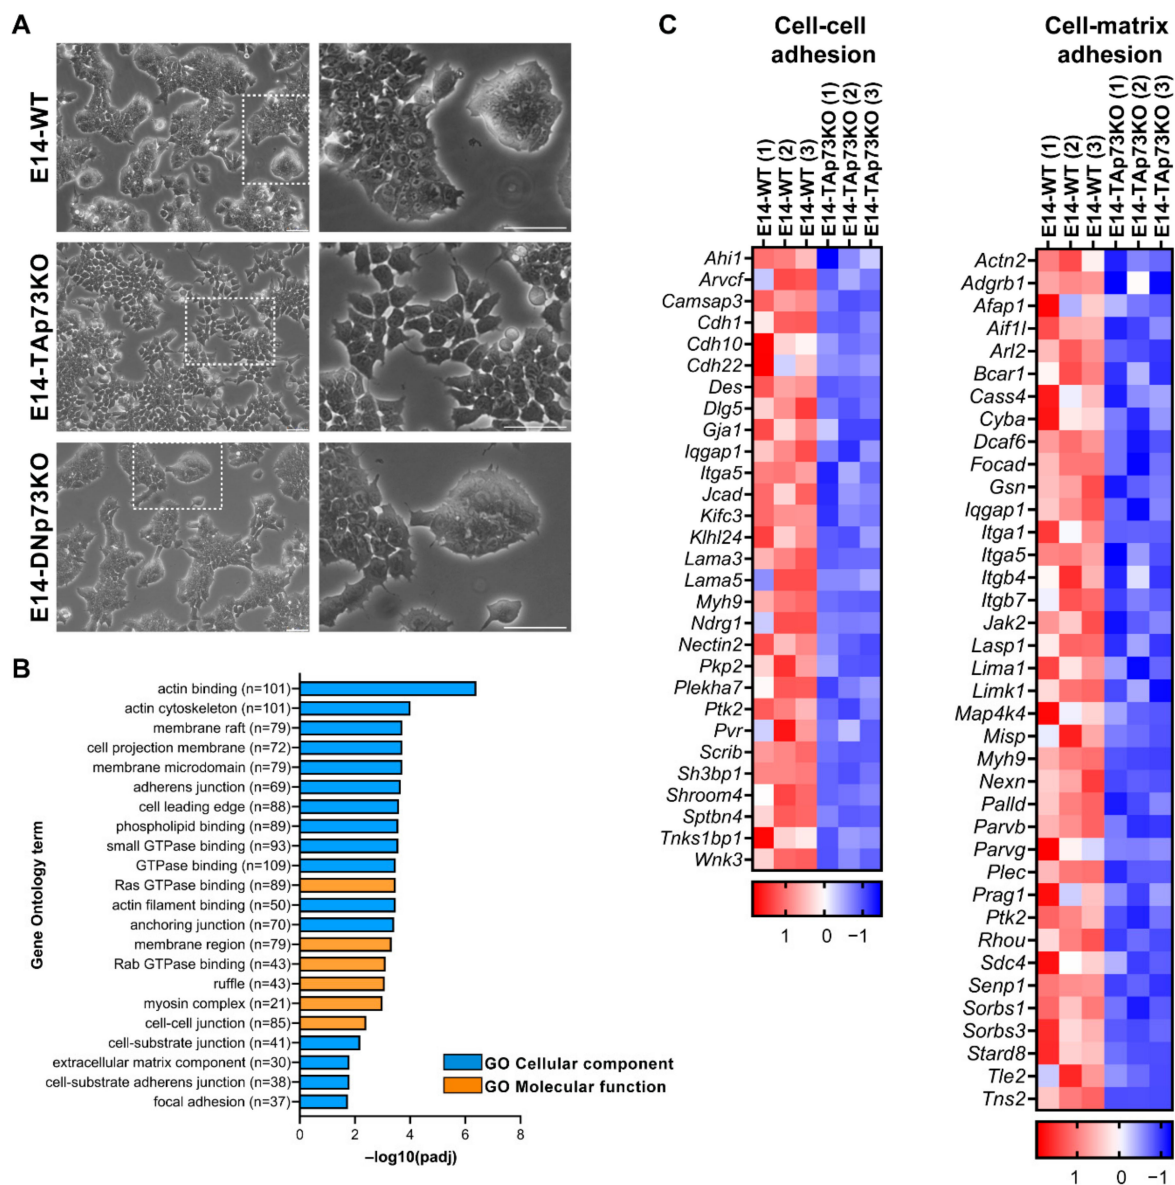 A
E14-WT
E14-TAp73KO
E14-DNp73KO
B
Gene Ontology term
actin binding (n=101)
actin cytoskeleton (n=101)
membrane raft (n=79)
cell projection membrane (n=72)
membrane microdomain (n=79)
adherens junction (n=69)
cell leading edge (n=88)
phospholipid binding (n=89)
small GTPase binding (n=93)
GTPase binding (n=109)
Ras GTPase binding (n=89)
actin filament binding (n=50)
anchoring junction (n=70)
membrane region (n=79)
Rab GTPase binding (n=43)
ruffle (n=43)
myosin complex (n=21)
cell-cell junction (n=85)
cell-substrate junction (n=41)
extracellular matrix component (n=30)
cell-substrate adherens junction (n=38)
focal adhesion (n=37)
GO Cellular component
GO Molecular function
0 2 4 6 8
–log10(padj)
C
Cell-cell
adhesion
E14-WT (1)
E14-WT (2)
E14-WT (3)
E14-TAp73KO (1)
E14-TAp73KO (2)
E14-TAp73KO (3)
Ahi1
Arvcf
Camsap3
Cdh1
Cdh10
Cdh22
Des
Dlg5
Gja1
Iqgap1
Itga5
Jcad
Kifc3
Klhl24
Lama3
Lama5
Myh9
Ndrg1
Nectin2
Pkp2
Plekha7
Ptk2
Pvr
Scrib
Sh3bp1
Shroom4
Sptbn4
Tnks1bp1
Wnk3
1 0 −1
Cell-matrix
adhesion
E14-WT (1)
E14-WT (2)
E14-WT (3)
E14-TAp73KO (1)
E14-TAp73KO (2)
E14-TAp73KO (3)
Actn2
Adgrb1
Afap1
Aif1l
Arl2
Bcar1
Cass4
Cyba
Dcaf6
Focad
Gsn
Iqgap1
Itga1
Itga5
Itgb4
Itgb7
Jak2
Lasp1
Lima1
Limk1
Map4k4
Misp
Myh9
Nexn
Palld
Parvb
Parvg
Plec
Prag1
Ptk2
Rhou
Sdc4
Senp1
Sorbs1
Sorbs3
Stard8
Tle2
Tns2
1 0 −1